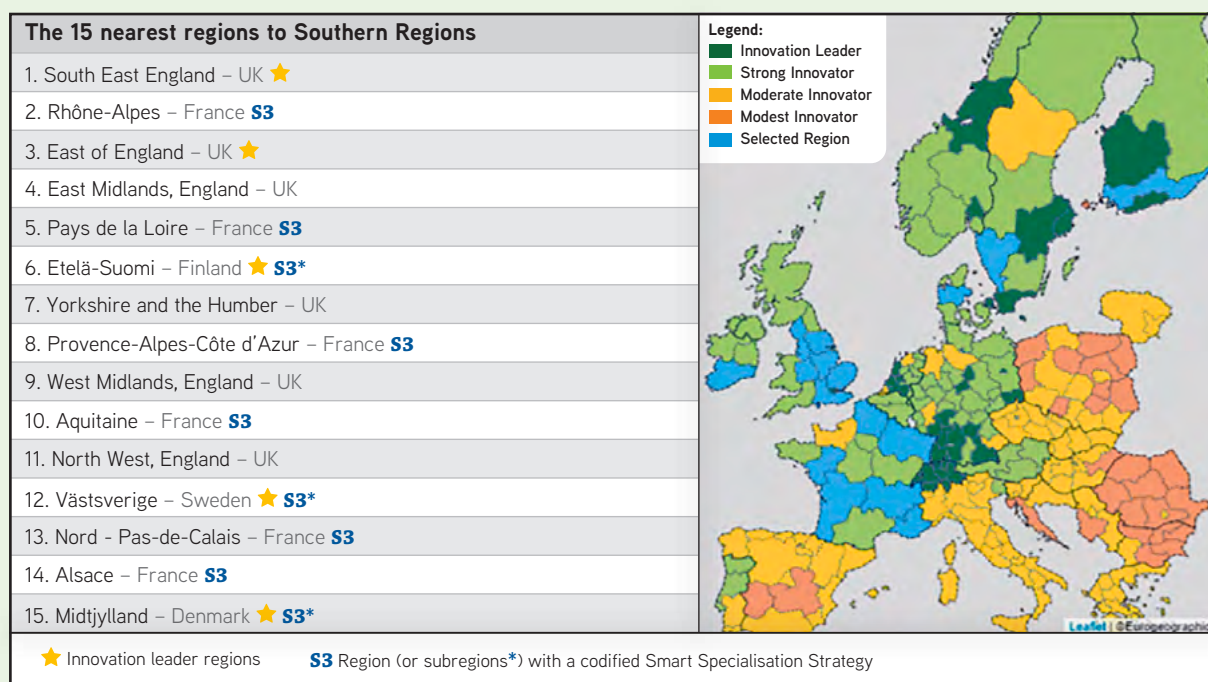 The 15 nearest regions to Southern Regions
1. South East England – UK
2. Rhône-Alpes – France S3
3. East of England – UK
4. East Midlands, England – UK
5. Pays de la Loire – France S3
6. Etelä-Suomi – Finland S3*
7. Yorkshire and the Humber – UK
8. Provence-Alpes-Côte d'Azur – France S3
9. West Midlands, England – UK
10. Aquitaine – France S3
11. North West, England – UK
12. Västsverige – Sweden S3*
13. Nord - Pas-de-Calais – France S3
14. Alsace – France S3
15. Midtjylland – Denmark S3*
Legend:
Innovation Leader
Strong Innovator
Moderate Innovator
Modest Innovator
Selected Region
Leaflet | ©Eurogeographic
Innovation leader regions
S3 Region (or subregions*) with a codified Smart Specialisation Strategy